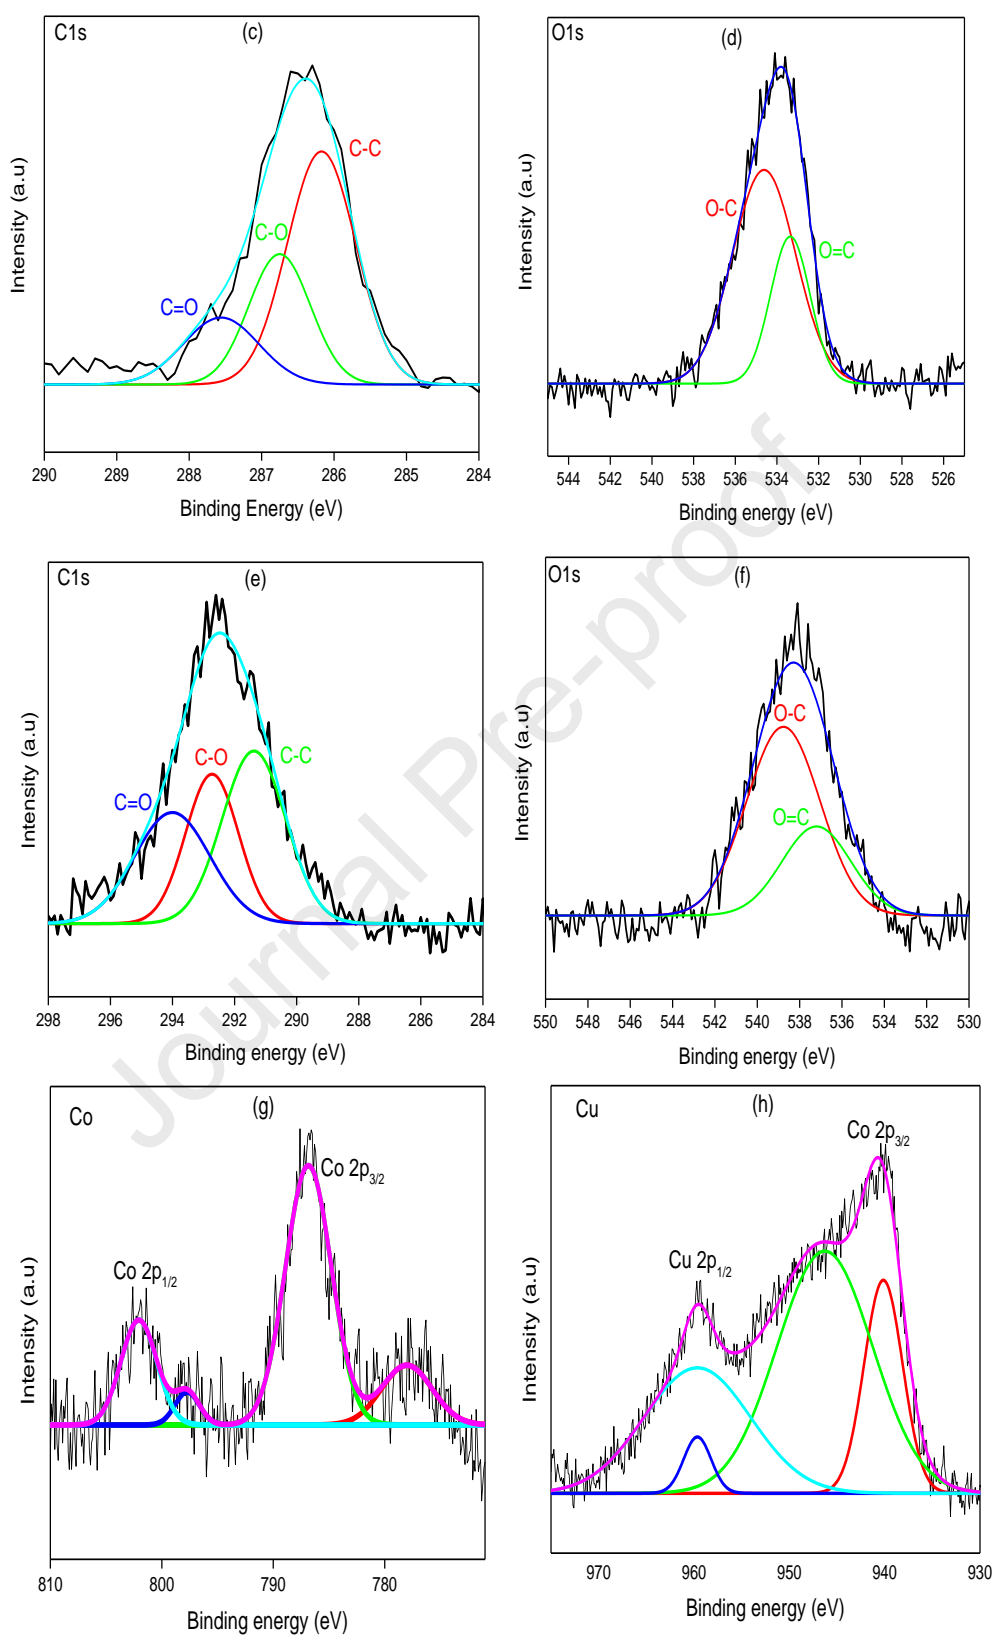 C1s
(c)
C-C
C-O
C=O
Intensity (a.u)
290 289 288 287 286 285 284
Binding Energy (eV)
O1s
(d)
O-C
O=C
Intensity (a.u)
544 542 540 538 536 534 532 530 528 526
Binding energy (eV)
C1s
(e)
C-O
C-C
C=O
Intensity (a.u)
298 296 294 292 290 288 286 284
Binding energy (eV)
O1s
(f)
O-C
O=C
Intensity (a.u)
550 548 546 544 542 540 538 536 534 532 530
Binding energy (eV)
Co
(g)
Co 2p3/2
Co 2p1/2
Intensity (a.u)
810 800 790 780
Binding energy (eV)
Cu
(h)
Co 2p3/2
Cu 2p1/2
Intensity (a.u)
970 960 950 940 930
Binding energy (eV)
Journal Pre-proof